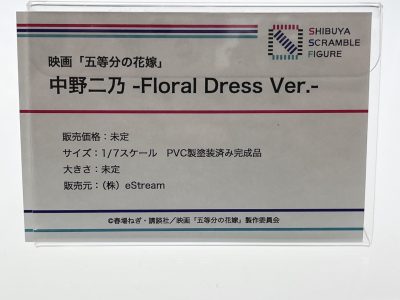 SHIBUYA
SCRAMBLE
FIGURE
映画「五等分の花嫁」
中野二乃 -Floral Dress Ver.-
販売価格：未定
サイズ：1/7スケール　PVC製塗装済み完成品
大きさ：未定
販売元：（株）eStream
©春場ねぎ・講談社／映画「五等分の花嫁」製作委員会